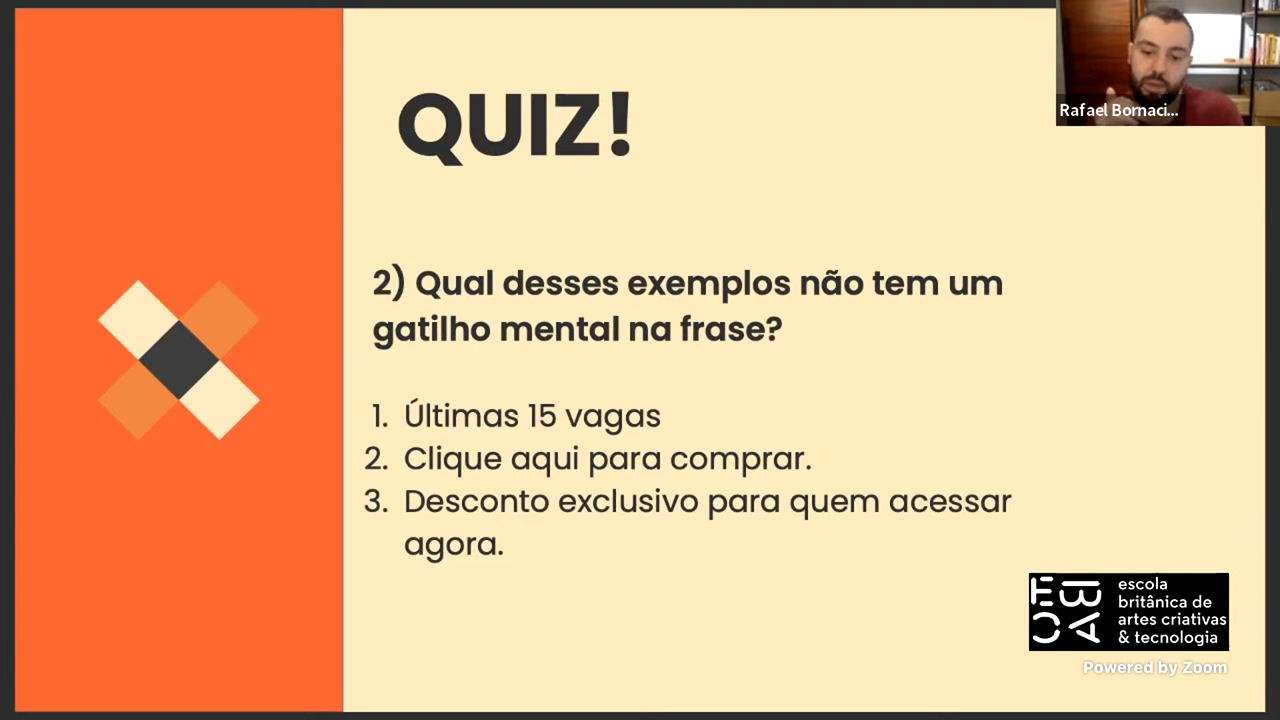 QUIZ!
Rafael Bornaci...
2) Qual desses exemplos não tem um
gatilho mental na frase?
1. Últimas 15 vagas
2. Clique aqui para comprar.
3. Desconto exclusivo para quem acessar
agora.
escola
britânica de
artes criativas
& tecnologia
Powered by Zoom